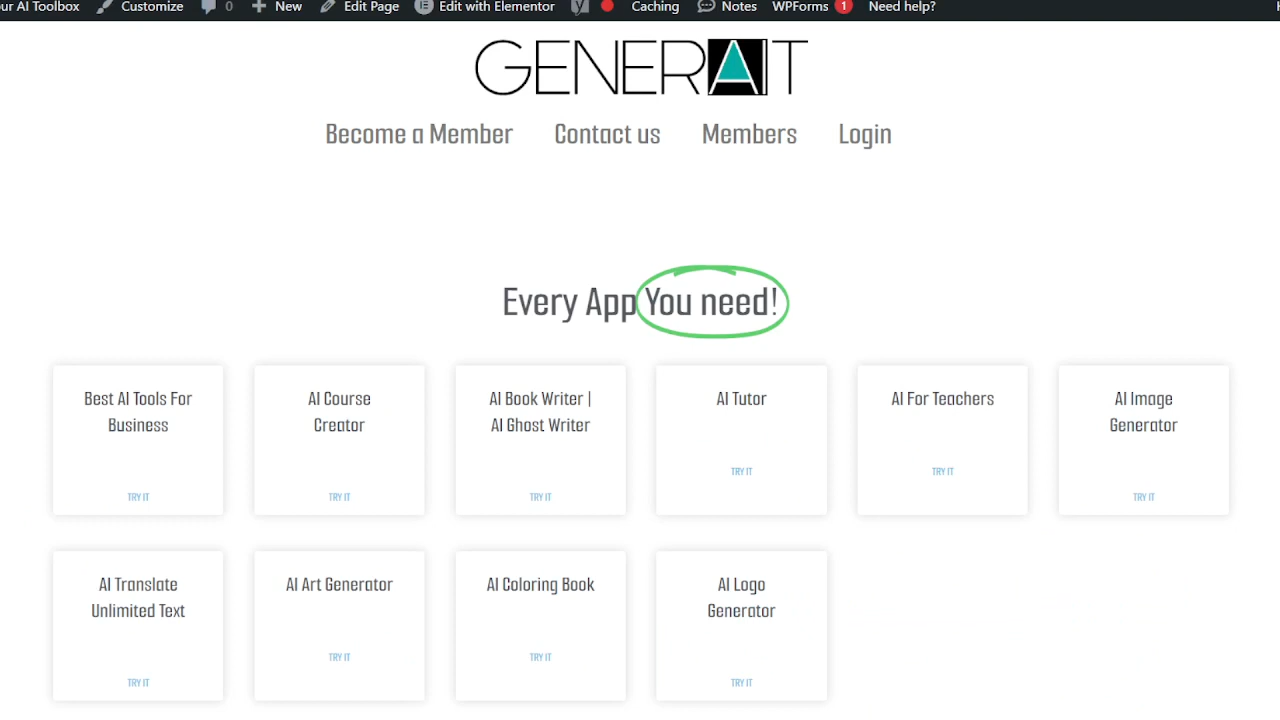 our AI Toolbox Customize 0 New Edit Page Edit with Elementor Caching Notes WPForms 1 Need help?
GENERAIT
Become a Member Contact us Members Login
Every App You need!
Best AI Tools For
Business
TRY IT
AI Course
Creator
TRY IT
AI Book Writer |
AI Ghost Writer
TRY IT
AI Tutor
TRY IT
AI For Teachers
TRY IT
AI Image
Generator
TRY IT
AI Translate
Unlimited Text
TRY IT
AI Art Generator
TRY IT
AI Coloring Book
TRY IT
AI Logo
Generator
TRY IT